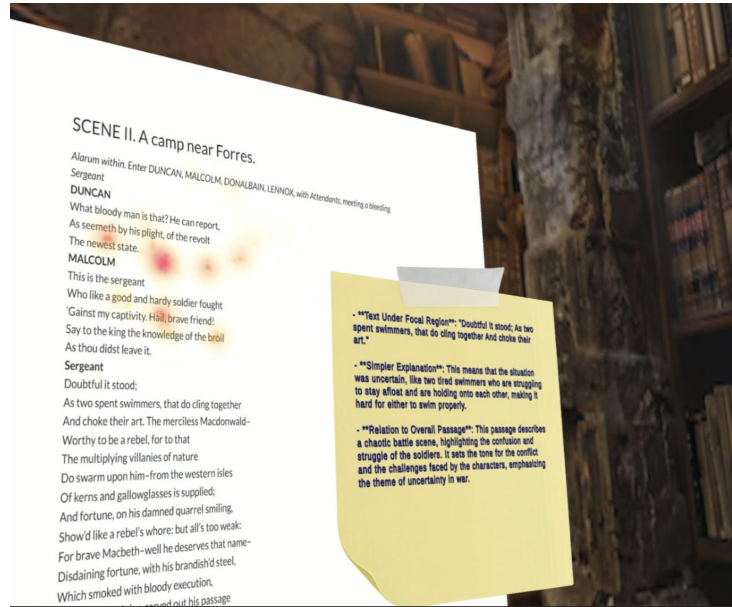 SCENE II. A camp near Forres.
Alarum within. Enter DUNCAN, MALCOLM, DONALBAIN, LENNOX, with Attendants, meeting a bleeding
Sergeant
DUNCAN
What bloody man is that? He can report,
As seemeth by his plight, of the revolt
The newest state.
MALCOLM
This is the sergeant
Who like a good and hardy soldier fought
'Gainst my captivity. Hail, brave friend!
Say to the king the knowledge of the broil
As thou didst leave it.
Sergeant
Doubtful it stood;
As two spent swimmers, that do cling together
And choke their art. The merciless Macdonwald–
Worthy to be a rebel, for to that
The multiplying villanies of nature
Do swarm upon him–from the western isles
Of kerns and gallowglasses is supplied;
And fortune, on his damned quarrel smiling,
Show'd like a rebel's whore: but all's too weak:
For brave Macbeth–well he deserves that name–
Disdaining fortune, with his brandish'd steel,
Which smoked with bloody execution,
out his passage
- **Text Under Focal Region**: "Doubtful it stood; As two
spent swimmers, that do cling together And choke their
art."
- **Simpler Explanation**: This means that the situation
was uncertain, like two tired swimmers who are struggling
to stay afloat and are holding onto each other, making it
hard for either to swim properly.
- **Relation to Overall Passage**: This passage describes
a chaotic battle scene, highlighting the confusion and
struggle of the soldiers. It sets the tone for the conflict
and the challenges faced by the characters, emphasizing
the theme of uncertainty in war.